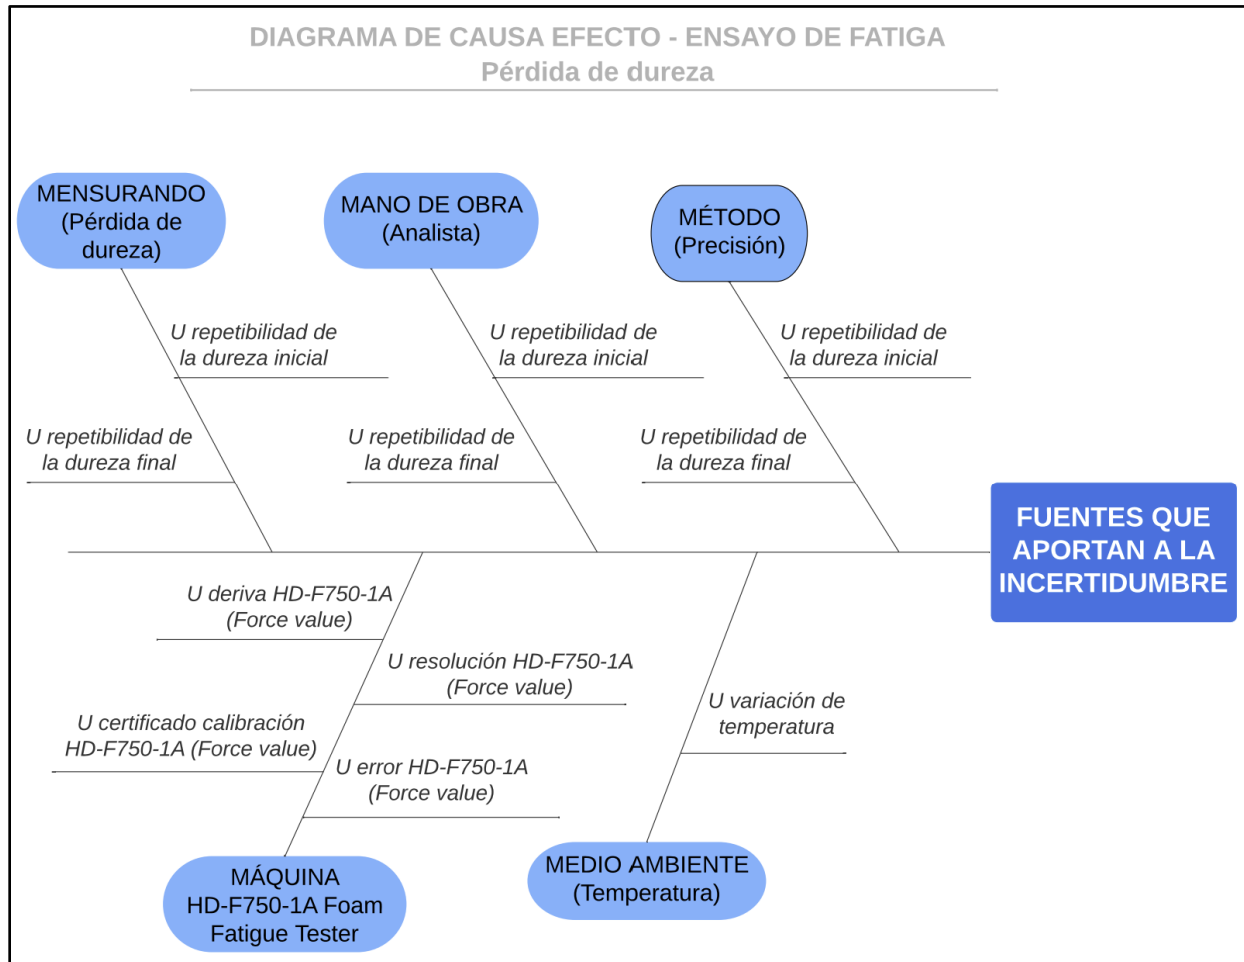 DIAGRAMA DE CAUSA EFECTO - ENSAYO DE FATIGA
Pérdida de dureza
MENSURANDO
(Pérdida de
dureza)
MANO DE OBRA
(Analista)
MÉTODO
(Precisión)
U repetibilidad de
la dureza inicial
U repetibilidad de
la dureza inicial
U repetibilidad de
la dureza inicial
U repetibilidad de
la dureza final
U repetibilidad de
la dureza final
U repetibilidad de
la dureza final
FUENTES QUE
APORTAN A LA
INCERTIDUMBRE
U deriva HD-F750-1A
(Force value)
U resolución HD-F750-1A
(Force value)
U certificado calibración
HD-F750-1A (Force value)
U error HD-F750-1A
(Force value)
U variación de
temperatura
MÁQUINA
HD-F750-1A Foam
Fatigue Tester
MEDIO AMBIENTE
(Temperatura)